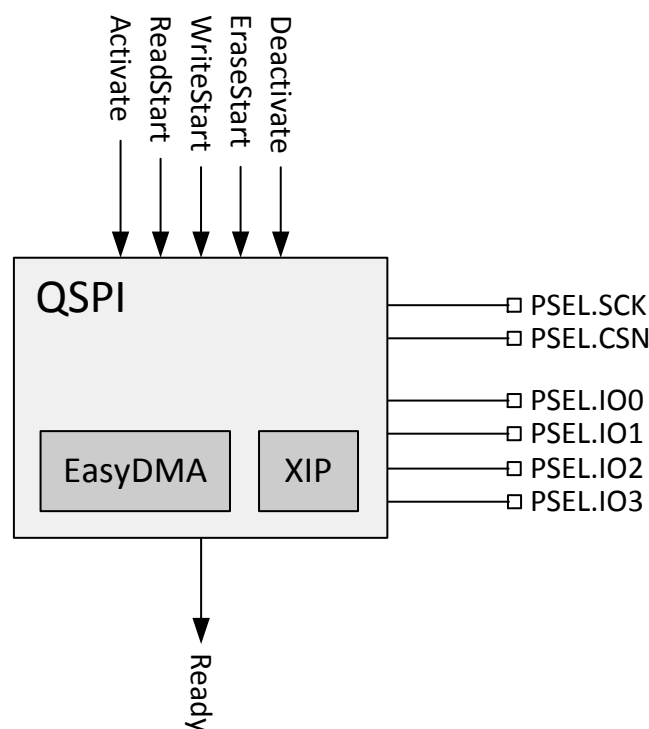 Activate
ReadStart
WriteStart
EraseStart
Deactivate
QSPI
PSEL.SCK
PSEL.CSN
PSEL.IO0
PSEL.IO1
PSEL.IO2
PSEL.IO3
EasyDMA
XIP
Ready